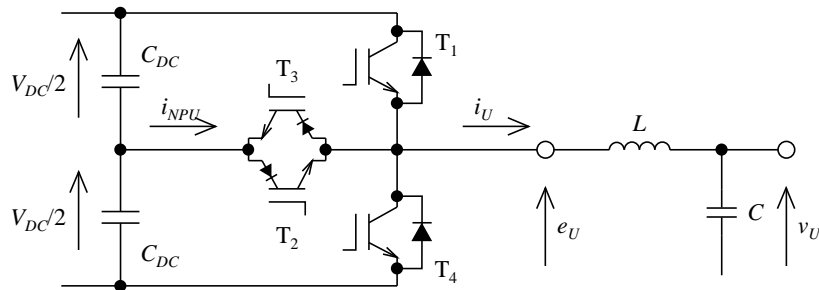 V_DC/2
C_DC
i_NPU
T_3
T_1
i_U
L
V_DC/2
C_DC
T_2
T_4
e_U
C
v_U